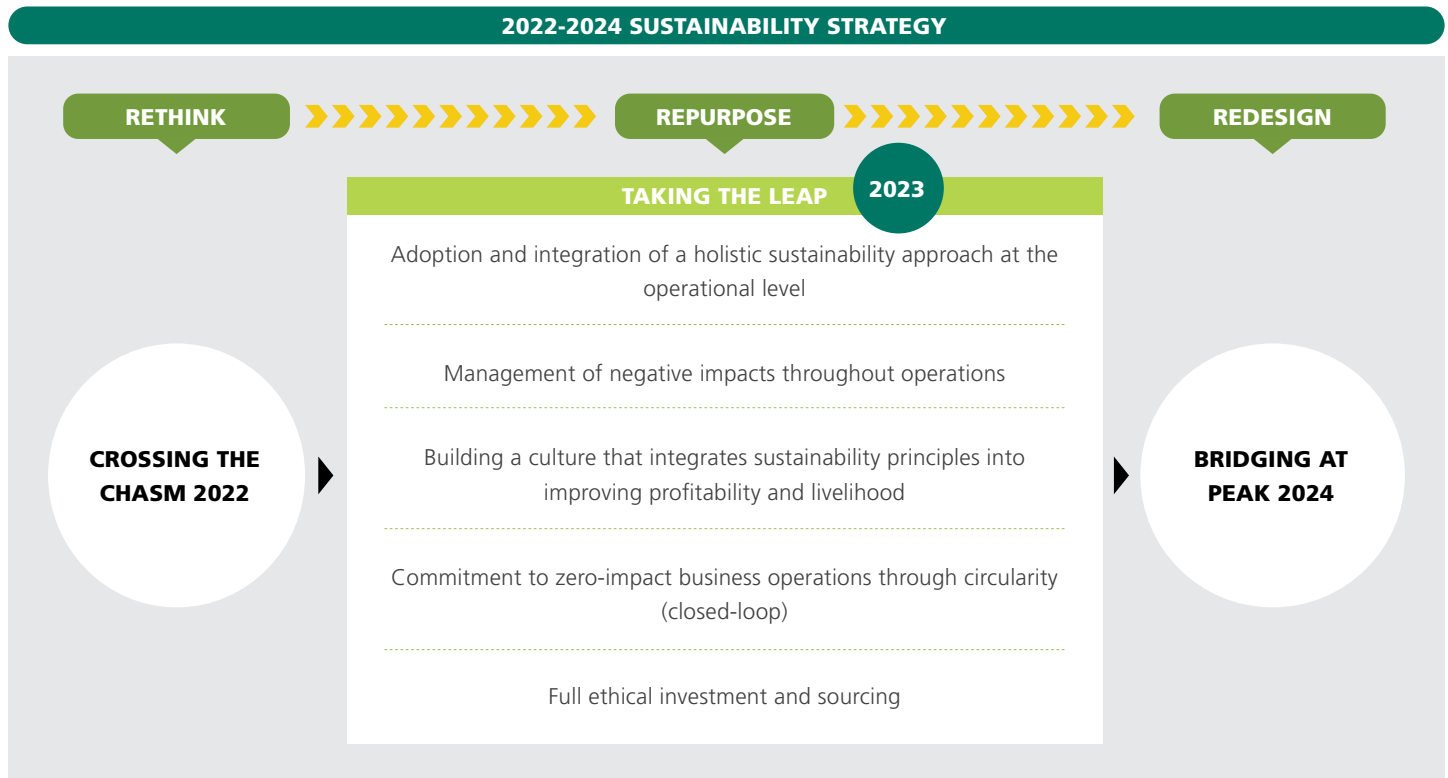 2022-2024 SUSTAINABILITY STRATEGY
RETHINK
REPURPOSE
REDESIGN
TAKING THE LEAP
2023
Adoption and integration of a holistic sustainability approach at the
operational level
Management of negative impacts throughout operations
CROSSING THE
CHASM 2022
Building a culture that integrates sustainability principles into
improving profitability and livelihood
BRIDGING AT
PEAK 2024
Commitment to zero-impact business operations through circularity
(closed-loop)
Full ethical investment and sourcing